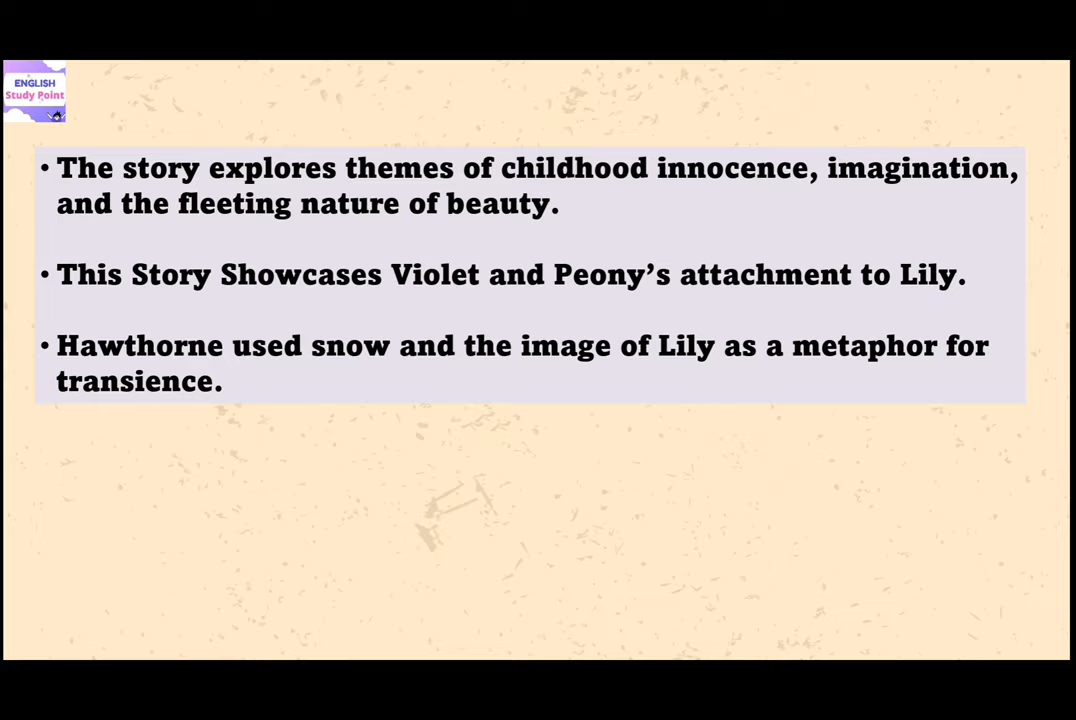 ENGLISH
Study Point
• The story explores themes of childhood innocence, imagination,
and the fleeting nature of beauty.
• This Story Showcases Violet and Peony’s attachment to Lily.
• Hawthorne used snow and the image of Lily as a metaphor for
transience.